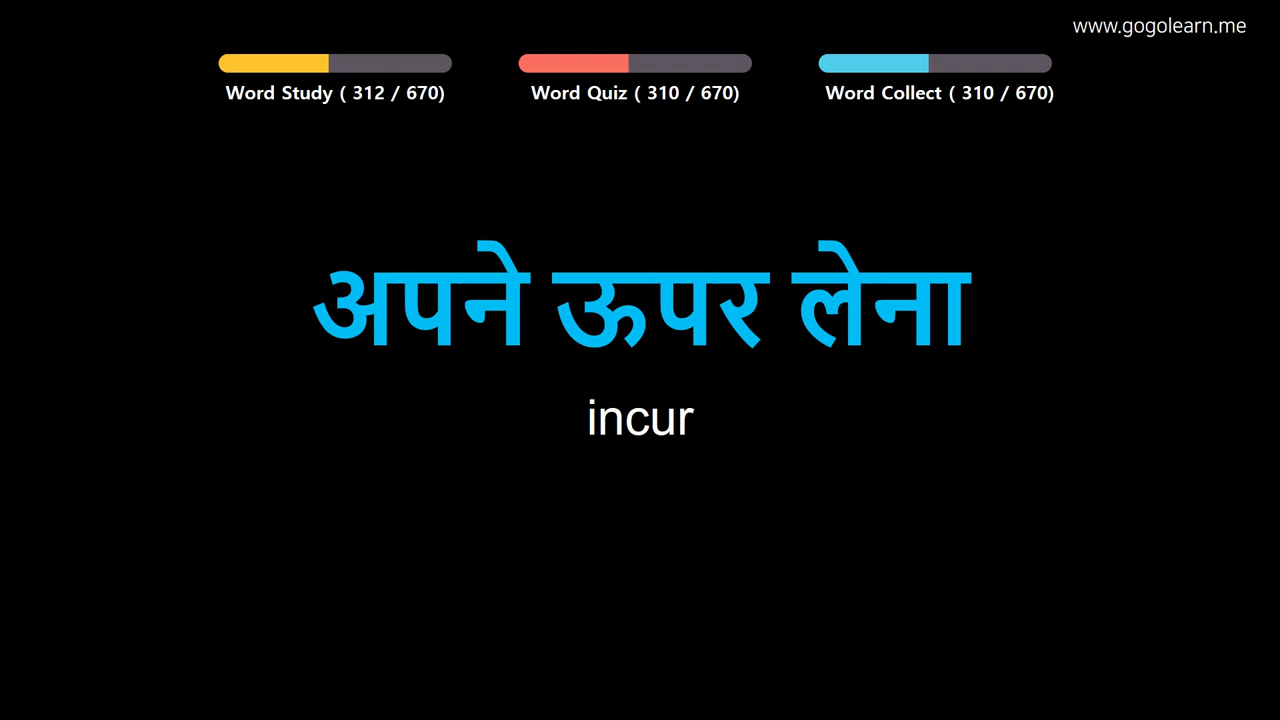 www.gogolearn.me
Word Study ( 312 / 670)
Word Quiz ( 310 / 670)
Word Collect ( 310 / 670)
अपने ऊपर लेना
incur